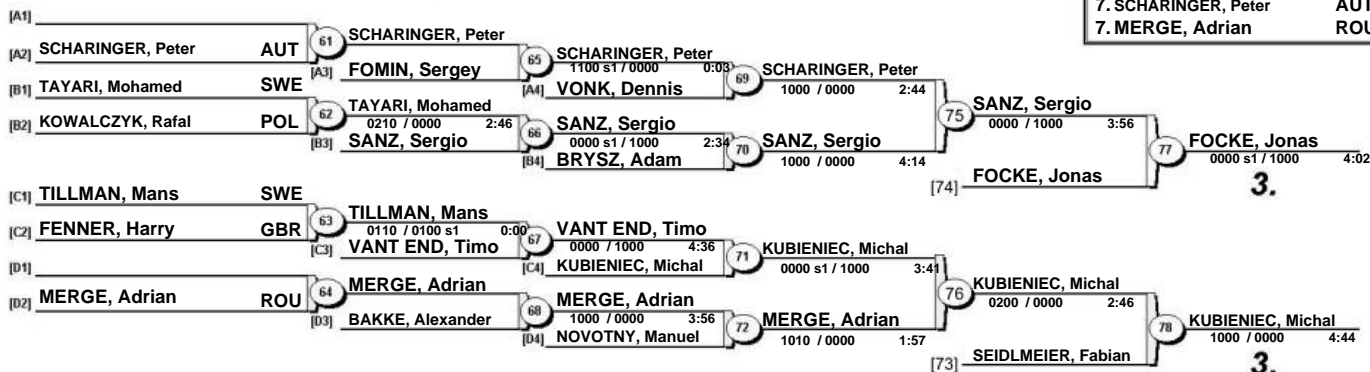 7. SCHARINGER, Peter AUT
7. MERGE, Adrian ROU
[A1]
[A2] SCHARINGER, Peter AUT
61 SCHARINGER, Peter
[A3] FOMIN, Sergey
65 SCHARINGER, Peter
1100 s1 / 0000 0:03
[A4] VONK, Dennis
69 SCHARINGER, Peter
1000 / 0000 2:44
[B1] TAYARI, Mohamed SWE
[B2] KOWALCZYK, Rafal POL
62 TAYARI, Mohamed
0210 / 0000 2:46
[B3] SANZ, Sergio
66 SANZ, Sergio
0000 s1 / 1000 2:34
[B4] BRYSZ, Adam
70 SANZ, Sergio
1000 / 0000 4:14
75 SANZ, Sergio
0000 / 1000 3:56
[74] FOCKE, Jonas
77 FOCKE, Jonas
0000 s1 / 1000 4:02
3.
[C1] TILLMAN, Mans SWE
[C2] FENNER, Harry GBR
63 TILLMAN, Mans
0110 / 0100 s1 0:00
[C3] VANT END, Timo
67 VANT END, Timo
0000 / 1000 4:36
[C4] KUBIENIEC, Michal
71 KUBIENIEC, Michal
0000 s1 / 1000 3:41
[D1]
[D2] MERGE, Adrian ROU
64 MERGE, Adrian
[D3] BAKKE, Alexander
68 MERGE, Adrian
1000 / 0000 3:56
[D4] NOVOTNY, Manuel
72 MERGE, Adrian
1010 / 0000 1:57
76 KUBIENIEC, Michal
0200 / 0000 2:46
[73] SEIDLMEIER, Fabian
78 KUBIENIEC, Michal
1000 / 0000 4:44
3.